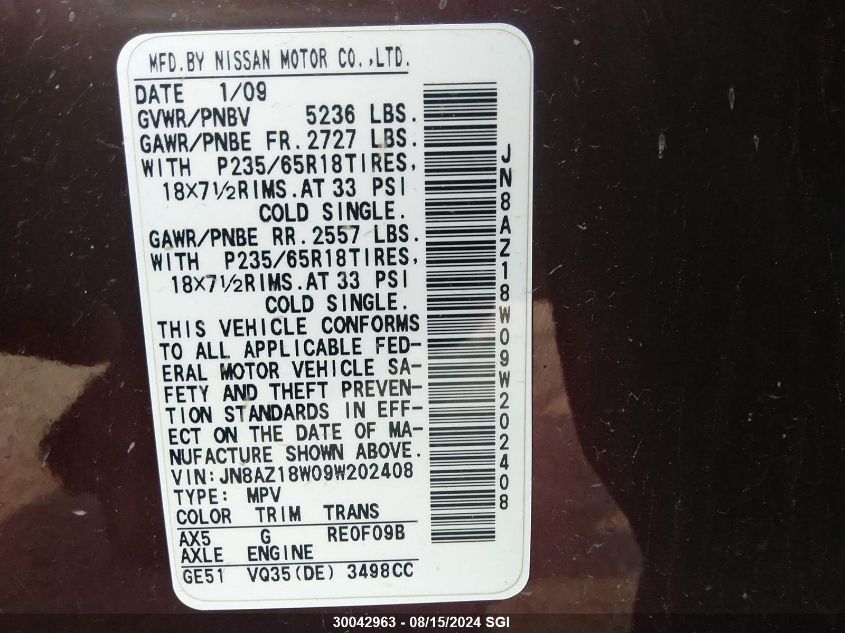 MFD.BY NISSAN MOTOR CO.,LTD.
DATE 1/09
GVWR/PNBV 5236 LBS.
GAWR/PNBE FR.2727 LBS.
WITH P235/65R18TIRES,
18X7½RIMS.AT 33 PSI
COLD SINGLE.
GAWR/PNBE RR.2557 LBS.
WITH P235/65R18TIRES,
18X7½RIMS.AT 33 PSI
COLD SINGLE.
THIS VEHICLE CONFORMS
TO ALL APPLICABLE FED-
ERAL MOTOR VEHICLE SA-
FETY AND THEFT PREVEN-
TION STANDARDS IN EFF-
ECT ON THE DATE OF MA-
NUFACTURE SHOWN ABOVE.
VIN:JN8AZ18W09W202408
TYPE: MPV
COLOR TRIM TRANS
AX5 G RE0F09B
AXLE ENGINE
GE51 VQ35(DE) 3498CC
JN8AZ18W09W202408
30042963 - 08/15/2024 SGI